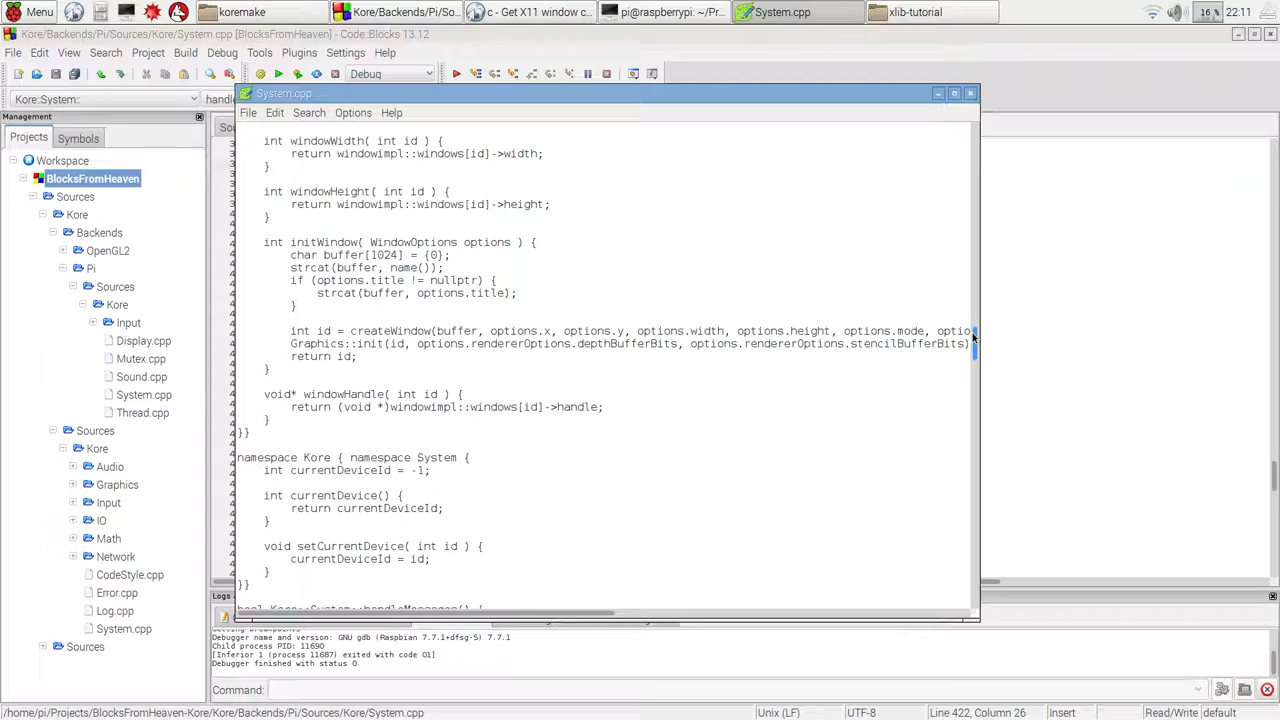 Menu
koremake
Kore/Backends/Pi/So...
c - Get X11 window c...
pi@raspberrypi: ~/Pr...
System.cpp
xlib-tutorial
16 %
22:11
Kore/Backends/Pi/Sources/Kore/System.cpp [BlocksFromHeaven] - Code::Blocks 13.12
File Edit View Search Project Build Debug Tools Plugins Settings Help
Debug
Kore::System::
handle
System.cpp
File Edit Search Options Help
Management
Projects
Symbols
Workspace
BlocksFromHeaven
Sources
Kore
Backends
OpenGL2
Pi
Sources
Kore
Input
Display.cpp
Mutex.cpp
Sound.cpp
System.cpp
Thread.cpp
Sources
Kore
Audio
Graphics
Input
IO
Math
Network
CodeStyle.cpp
Error.cpp
Log.cpp
System.cpp
Sources
int windowWidth( int id ) {
return windowimpl::windows[id]->width;
}
int windowHeight( int id ) {
return windowimpl::windows[id]->height;
}
int initWindow( WindowOptions options ) {
char buffer[1024] = {0};
strcat(buffer, name());
if (options.title != nullptr) {
strcat(buffer, options.title);
}
int id = createWindow(buffer, options.x, options.y, options.width, options.height, options.mode, optio
Graphics::init(id, options.rendererOptions.depthBufferBits, options.rendererOptions.stencilBufferBits)
return id;
}
void* windowHandle( int id ) {
return (void *)windowimpl::windows[id]->handle;
}
}}
namespace Kore { namespace System {
int currentDeviceId = -1;
int currentDevice() {
return currentDeviceId;
}
void setCurrentDevice( int id ) {
currentDeviceId = id;
}
}}
bool Kore::System::handleMessages() {
Logs
Debugger name and version: GNU gdb (Raspbian 7.7.1+dfsg-5) 7.7.1
Child process PID: 11690
[Inferior 1 (process 11687) exited with code 01]
Debugger finished with status 0
Command:
/home/pi/Projects/BlocksFromHeaven-Kore/Kore/Backends/Pi/Sources/Kore/System.cpp
Unix (LF)
UTF-8
Line 422, Column 26
Insert
Read/Write
default